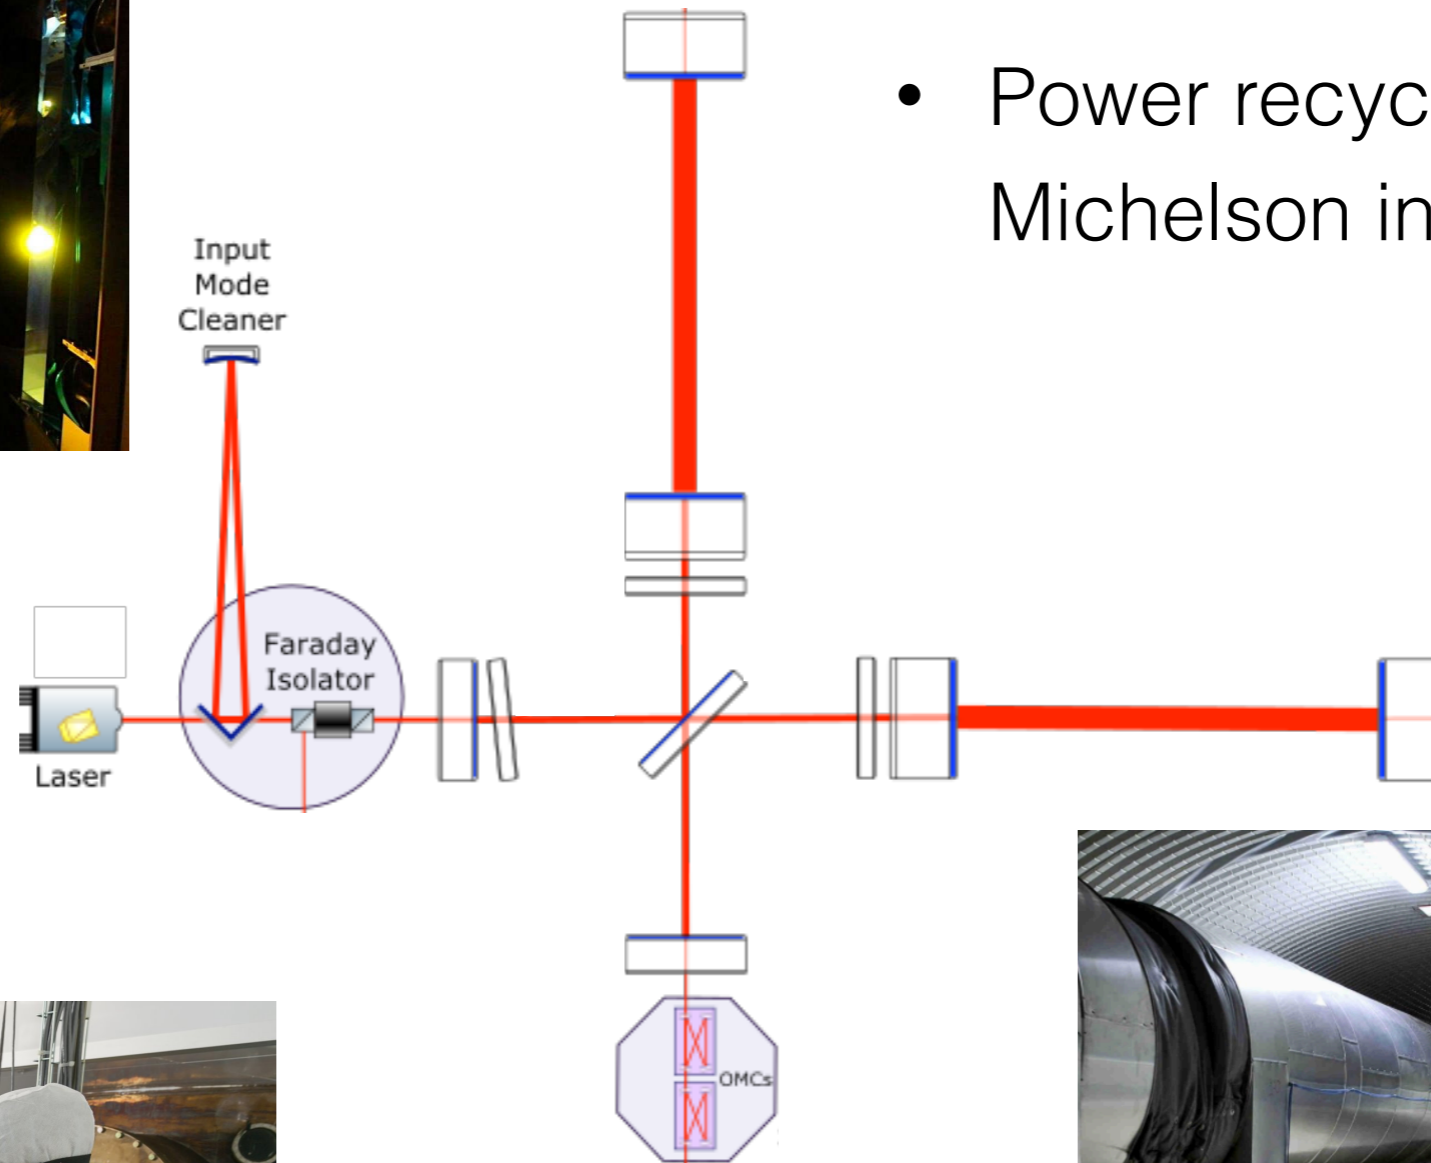 • Power recyc
Michelson in
Input
Mode
Cleaner
Faraday
Isolator
Laser
OMCs